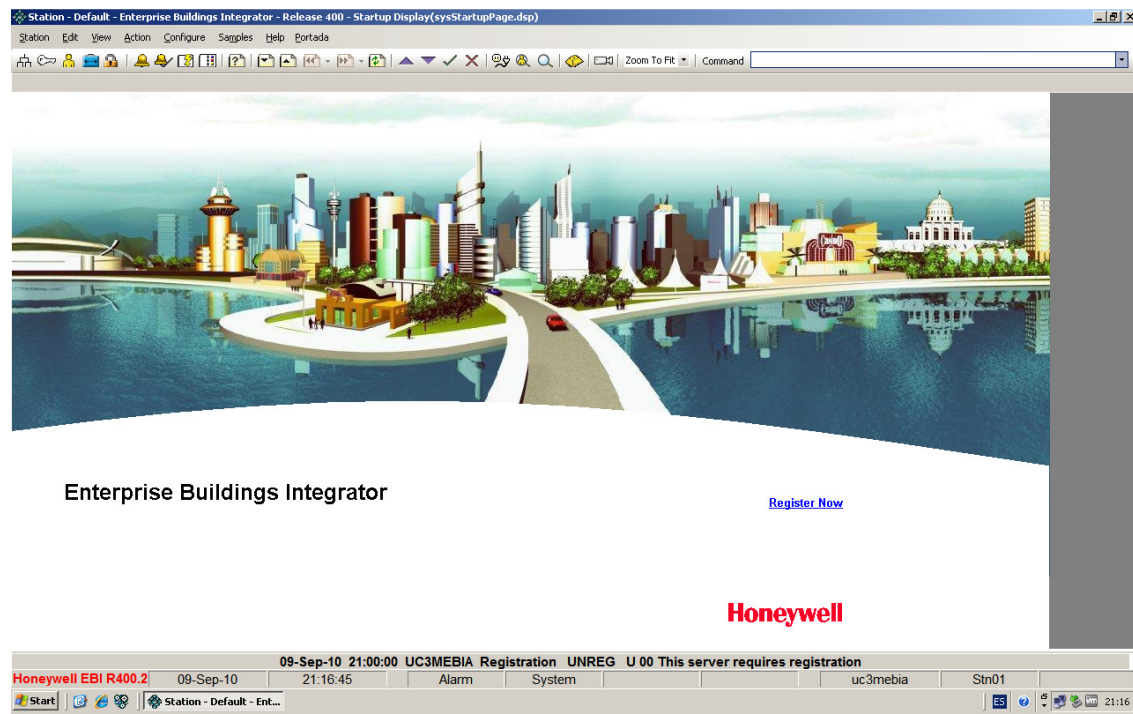 Station - Default - Enterprise Buildings Integrator - Release 400 - Startup Display(sysStartupPage.dsp)
Station Edit View Action Configure Samples Help Portada
Zoom To Fit Command
CASINO
Enterprise Buildings Integrator
Register Now
Honeywell
09-Sep-10 21:00:00 UC3MEBIA Registration UNREG U 00 This server requires registration
Honeywell EBI R400.2 09-Sep-10 21:16:45 Alarm System uc3mebia Stn01
Start Station - Default - Ent... ES 21:16